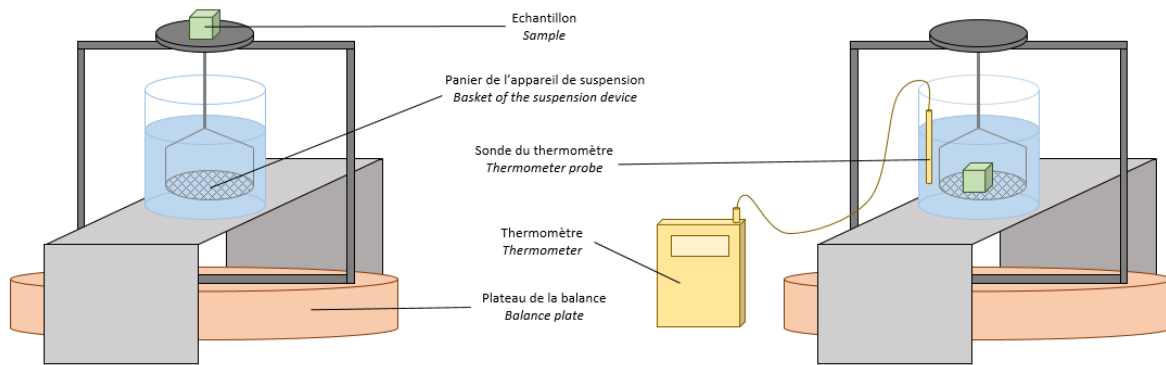 Echantillon
Sample
Panier de l'appareil de suspension
Basket of the suspension device
Sonde du thermomètre
Thermometer probe
Thermomètre
Thermometer
Plateau de la balance
Balance plate